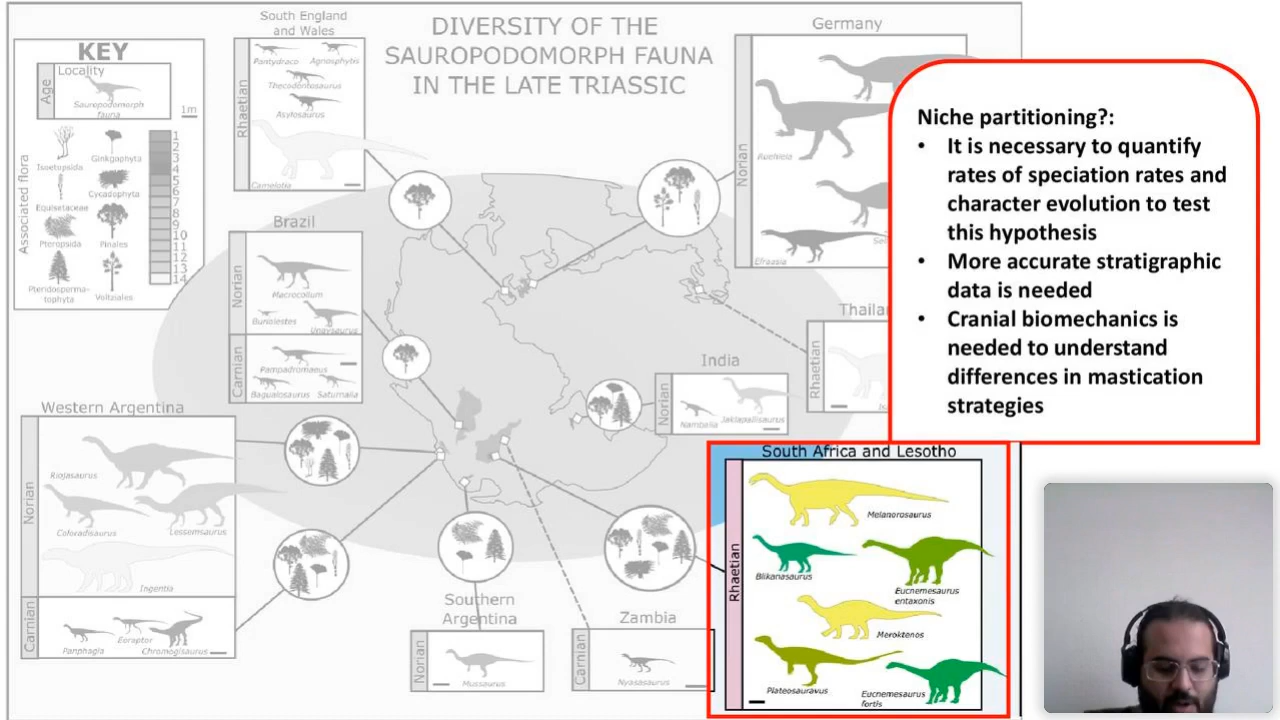 DIVERSITY OF THE
SAUROPODOMORPH FAUNA
IN THE LATE TRIASSIC
KEY
Age
Locality
Sauropodomorph
fauna
1m
Associated flora
Isoetopsida
Ginkgophyta
Equisetaceae
Cycadophyta
Pteropsida
Pinales
Pteridosperma-
tophyta
Voltziales
1
2
3
4
5
6
7
8
9
10
11
12
13
14
South England
and Wales
Rhaetian
Pantydraco
Agnosphytis
Thecodontosaurus
Asylosaurus
Camelotia
Germany
Norian
Ruehleia
Efraasia
Brazil
Norian
Macrocollum
Buriolestes
Unaysaurus
Carnian
Pampadromaeus
Bagualosaurus
Saturnalia
Western Argentina
Norian
Riojasaurus
Coloradisaurus
Lessemsaurus
Ingentia
Carnian
Panphagia
Eoraptor
Chromogisaurus
Southern
Argentina
Norian
Mussaurus
Zambia
Carnian
Nyasasaurus
India
Norian
Nambalia
Jaklapallisaurus
Thailan
Rhaetian
South Africa and Lesotho
Rhaetian
Melanorosaurus
Blikanasaurus
Eucnemesaurus
entaxonis
Meroktenos
Plateosauravus
Eucnemesaurus
fortis
Niche partitioning?:
• It is necessary to quantify
rates of speciation rates and
character evolution to test
this hypothesis
• More accurate stratigraphic
data is needed
• Cranial biomechanics is
needed to understand
differences in mastication
strategies